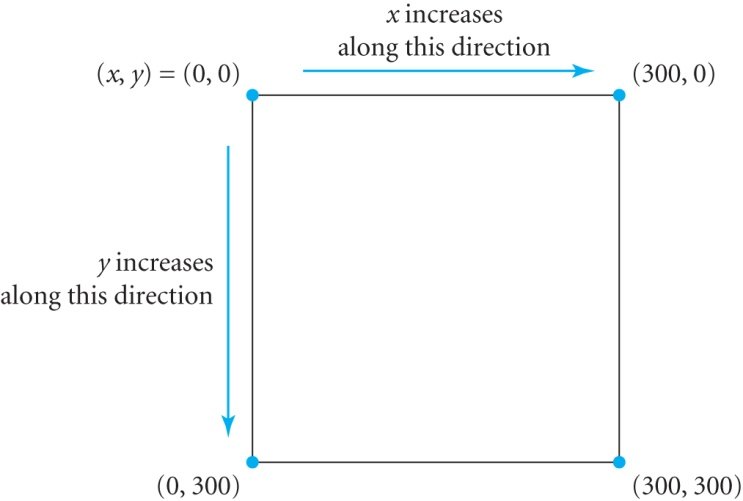 x increases
along this direction
(x, y) = (0, 0)
(300, 0)
y increases
along this direction
(0, 300)
(300, 300)